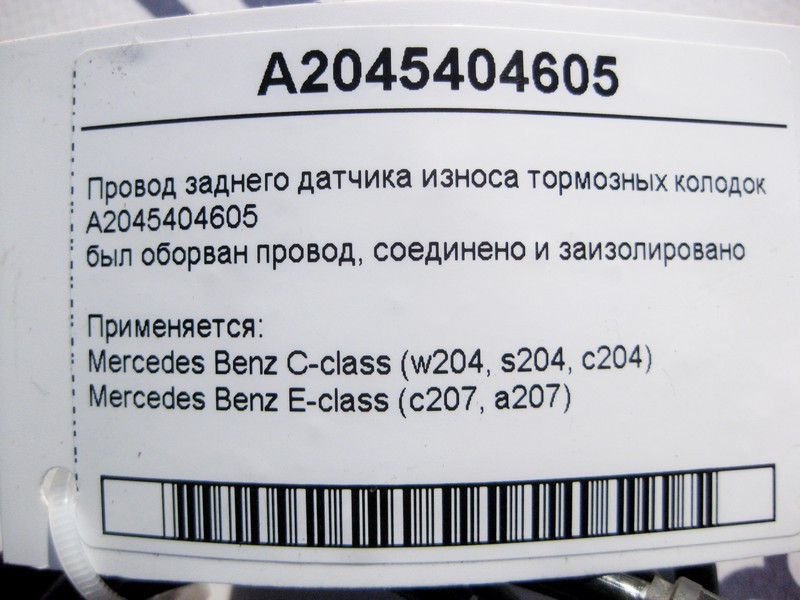 A2045404605
Провод заднего датчика износа тормозных колодок
A2045404605
был оборван провод, соединено и заизолировано
Применяется:
Mercedes Benz C-class (w204, s204, c204)
Mercedes Benz E-class (c207, a207)